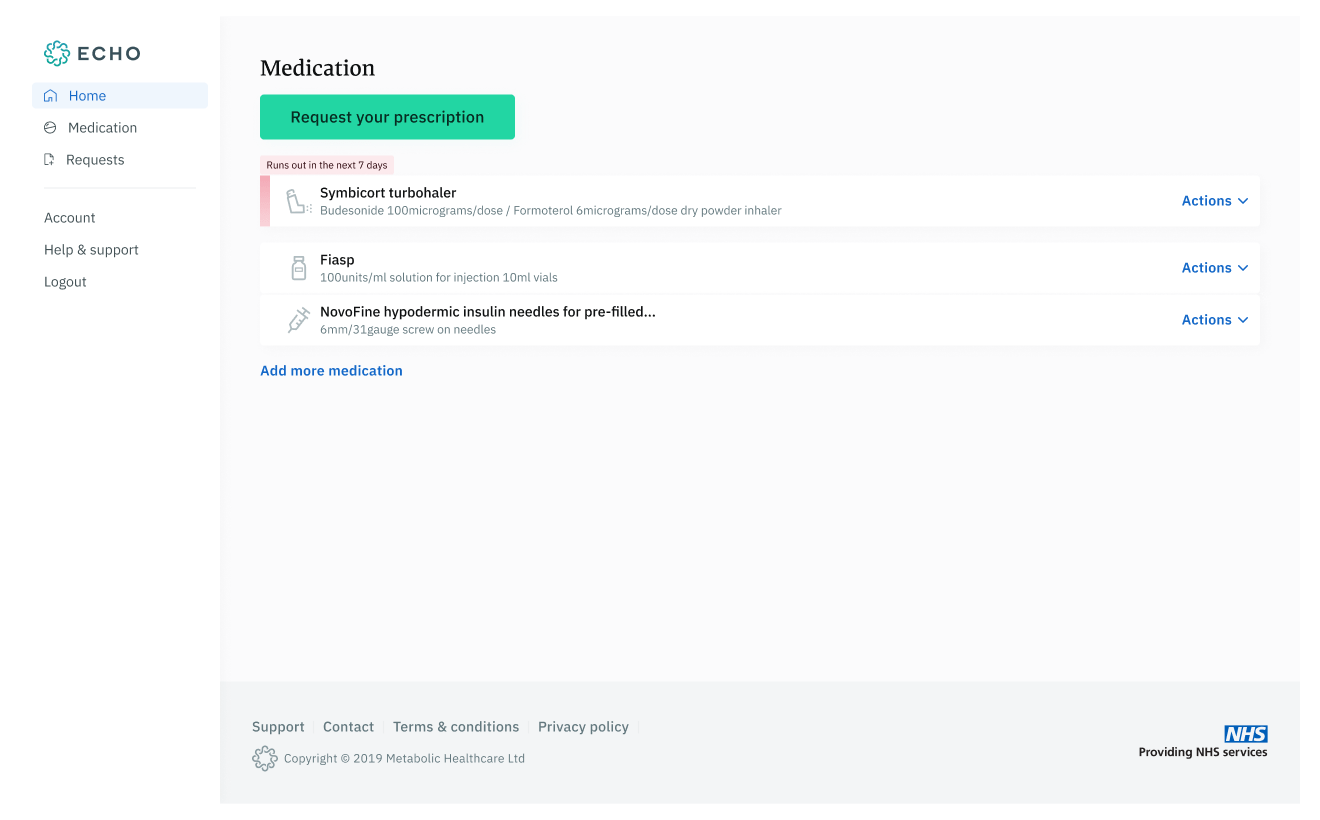 ECHO
Home
Medication
Requests
Account
Help & support
Logout
Medication
Request your prescription
Runs out in the next 7 days
Symbicort turbohaler
Budesonide 100micrograms/dose / Formoterol 6micrograms/dose dry powder inhaler
Actions
Fiasp
100units/ml solution for injection 10ml vials
Actions
NovoFine hypodermic insulin needles for pre-filled...
6mm/31gauge screw on needles
Actions
Add more medication
Support
Contact
Terms & conditions
Privacy policy
Copyright © 2019 Metabolic Healthcare Ltd
NHS
Providing NHS services